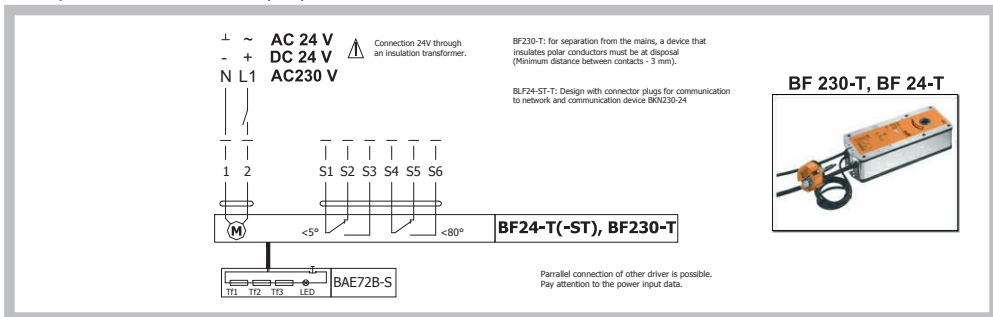 ⊥ ~ AC 24 V
- + DC 24 V
N L1 AC230 V
Connection 24V through
an insulation transformer.
BF230-T: for separation from the mains, a device that
insulates polar conductors must be at disposal
(Minimum distance between contacts - 3 mm).
BLF24-ST-T: Design with connector plugs for communication
to network and communication device BKN230-24
BF 230-T, BF 24-T
1 2 S1 S2 S3 S4 S5 S6
M <5° <80° BF24-T(-ST), BF230-T
Tf1 Tf2 Tf3 LED BAE72B-S
Parrallel connection of other driver is possible.
Pay attention to the power input data.